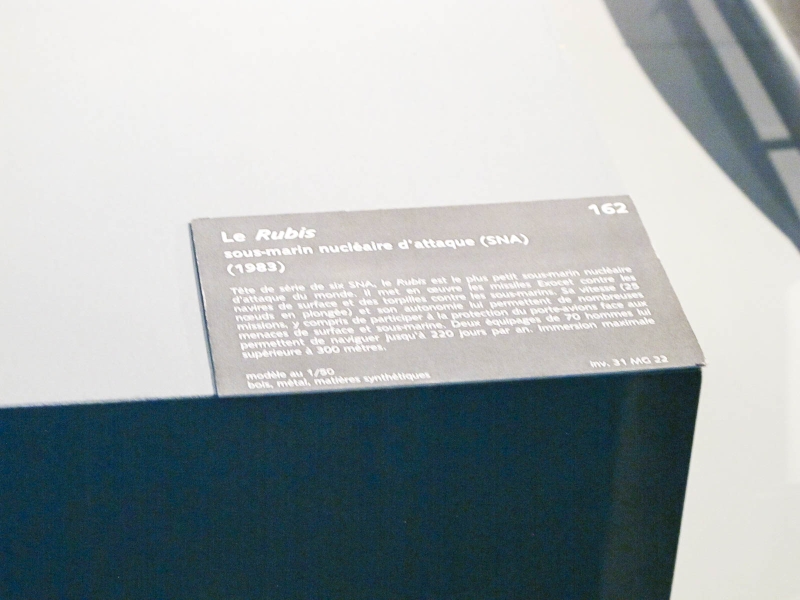 162
Le Rubis
sous-marin nucléaire d'attaque (SNA)
(1983)
Tête de série de six SNA, le Rubis est le plus petit sous-marin nucléaire
d'attaque du monde. Il met en œuvre les missiles Exocet contre les
navires de surface et des torpilles contre les sous-marins. Sa vitesse (25
nœuds en plongée) et son autonomie lui permettent de nombreuses
missions, y compris de participer à la protection du porte-avions face aux
menaces de surface et sous-marine. Deux équipages de 70 hommes lui
permettent de naviguer jusqu'à 220 jours par an. Immersion maximale
supérieure à 300 mètres.
modèle au 1/80
bois, métal, matières synthétiques
inv. 31 MG 22